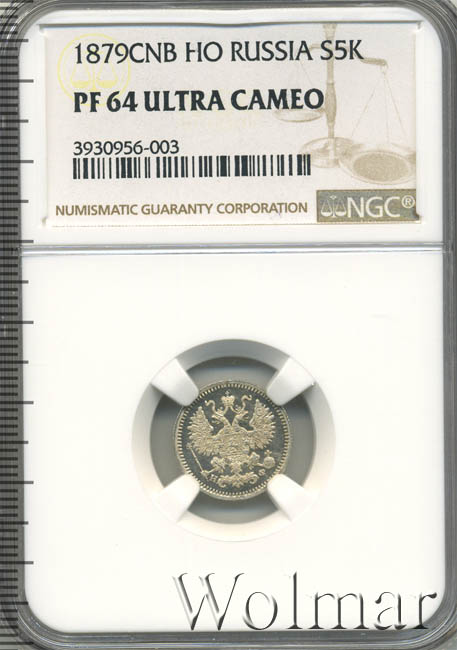 1879CNB HO RUSSIA S5K
PF 64 ULTRA CAMEO
3930956-003
NUMISMATIC GUARANTY CORPORATION
NGC®
Н Ф
Wolmar